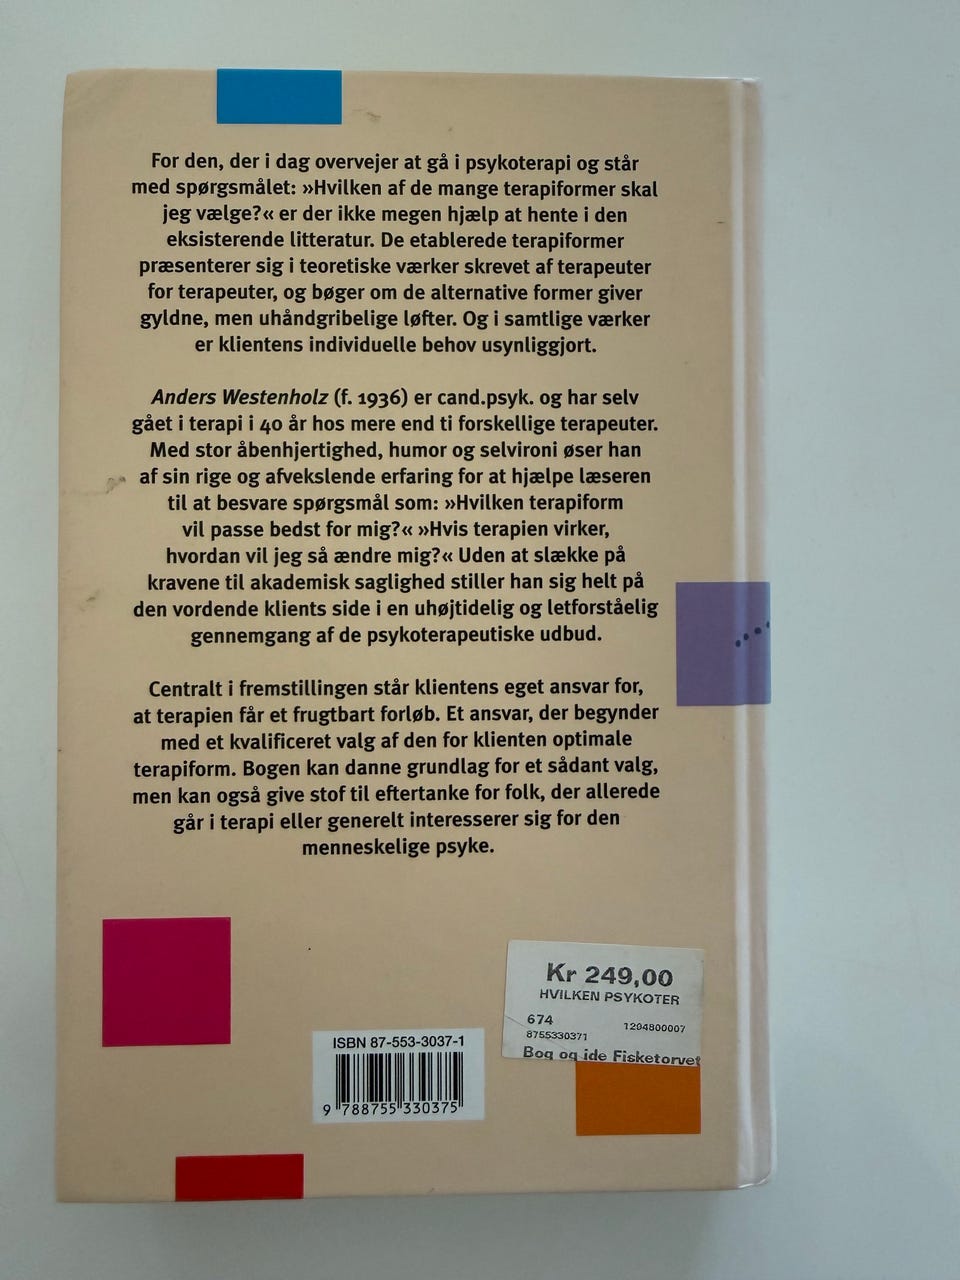 For den, der i dag overvejer at gå i psykoterapi og står
med spørgsmålet: »Hvilken af de mange terapiformer skal
jeg vælge?« er der ikke megen hjælp at hente i den
eksisterende litteratur. De etablerede terapiformer
præsenterer sig i teoretiske værker skrevet af terapeuter
for terapeuter, og bøger om de alternative former giver
gyldne, men uhåndgribelige løfter. Og i samtlige værker
er klientens individuelle behov usynliggjort.
Anders Westenholz (f. 1936) er cand.psyk. og har selv
gået i terapi i 40 år hos mere end ti forskellige terapeuter.
Med stor åbenhjertighed, humor og selvironi øser han
af sin rige og afvekslende erfaring for at hjælpe læseren
til at besvare spørgsmål som: »Hvilken terapiform
vil passe bedst for mig?« »Hvis terapien virker,
hvordan vil jeg så ændre mig?« Uden at slække på
kravene til akademisk saglighed stiller han sig helt på
den vordende klients side i en uhøjtidelig og letforståelig
gennemgang af de psykoterapeutiske udbud.
Centralt i fremstillingen står klientens eget ansvar for,
at terapien får et frugtbart forløb. Et ansvar, der begynder
med et kvalificeret valg af den for klienten optimale
terapiform. Bogen kan danne grundlag for et sådant valg,
men kan også give stof til eftertanke for folk, der allerede
går i terapi eller generelt interesserer sig for den
menneskelige psyke.
Kr 249,00
HVILKEN PSYKOTER
674 1204800007
8755330371
Bog og ide Fisketorvet
ISBN 87-553-3037-1
9 788755 330375